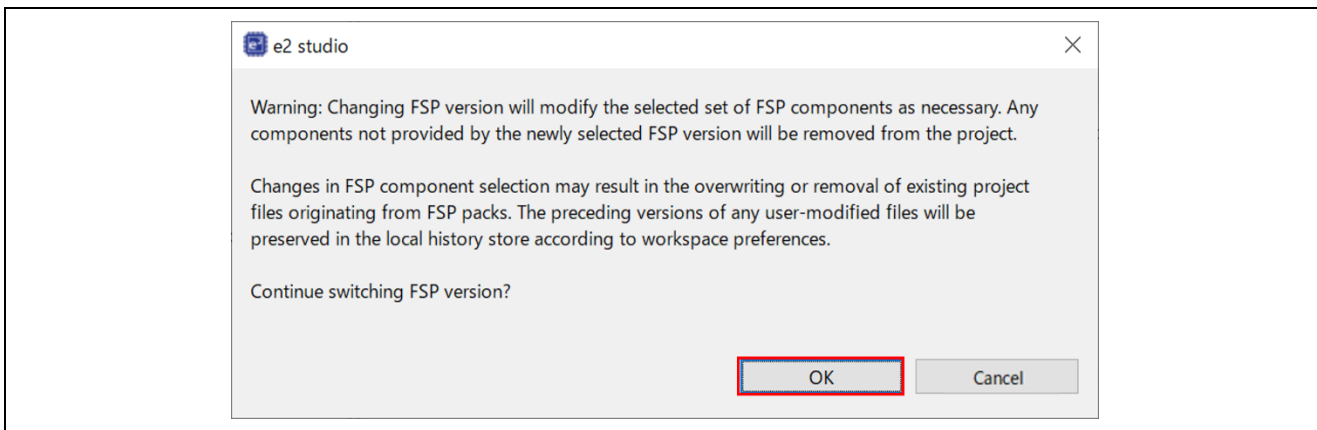 e2 studio
Warning: Changing FSP version will modify the selected set of FSP components as necessary. Any
components not provided by the newly selected FSP version will be removed from the project.
Changes in FSP component selection may result in the overwriting or removal of existing project
files originating from FSP packs. The preceding versions of any user-modified files will be
preserved in the local history store according to workspace preferences.
Continue switching FSP version?
OK
Cancel